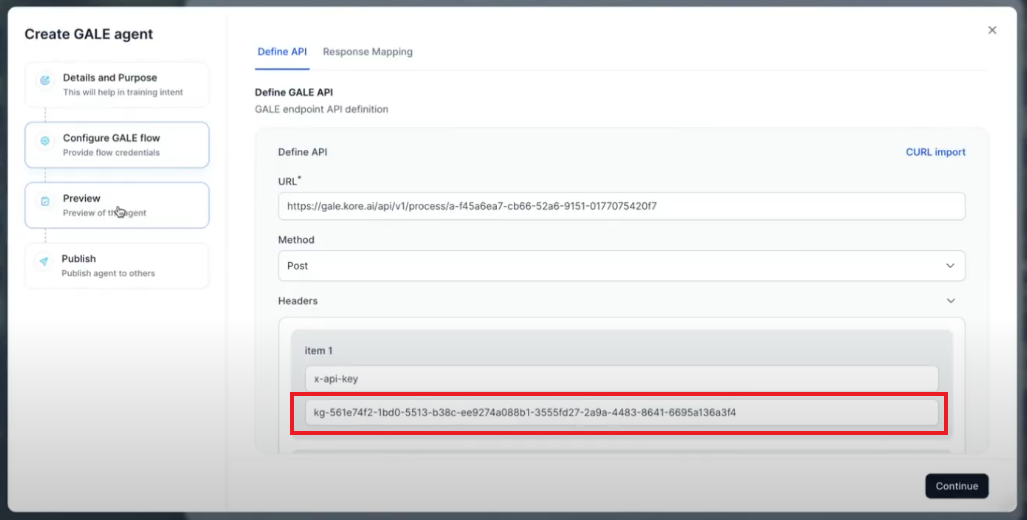 Create GALE agent
Details and Purpose
This will help in training intent
Configure GALE flow
Provide flow credentials
Preview
Preview of the agent
Publish
Publish agent to others
Define API
Response Mapping
Define GALE API
GALE endpoint API definition
Define API
CURL import
URL*
https://gale.kore.ai/api/v1/process/a-f45a6ea7-cb66-52a6-9151-0177075420f7
Method
Post
Headers
item 1
x-api-key
kg-561e74f2-1bd0-5513-b38c-ee9274a088b1-3555fd27-2a9a-4483-8641-6695a136a3f4
Continue